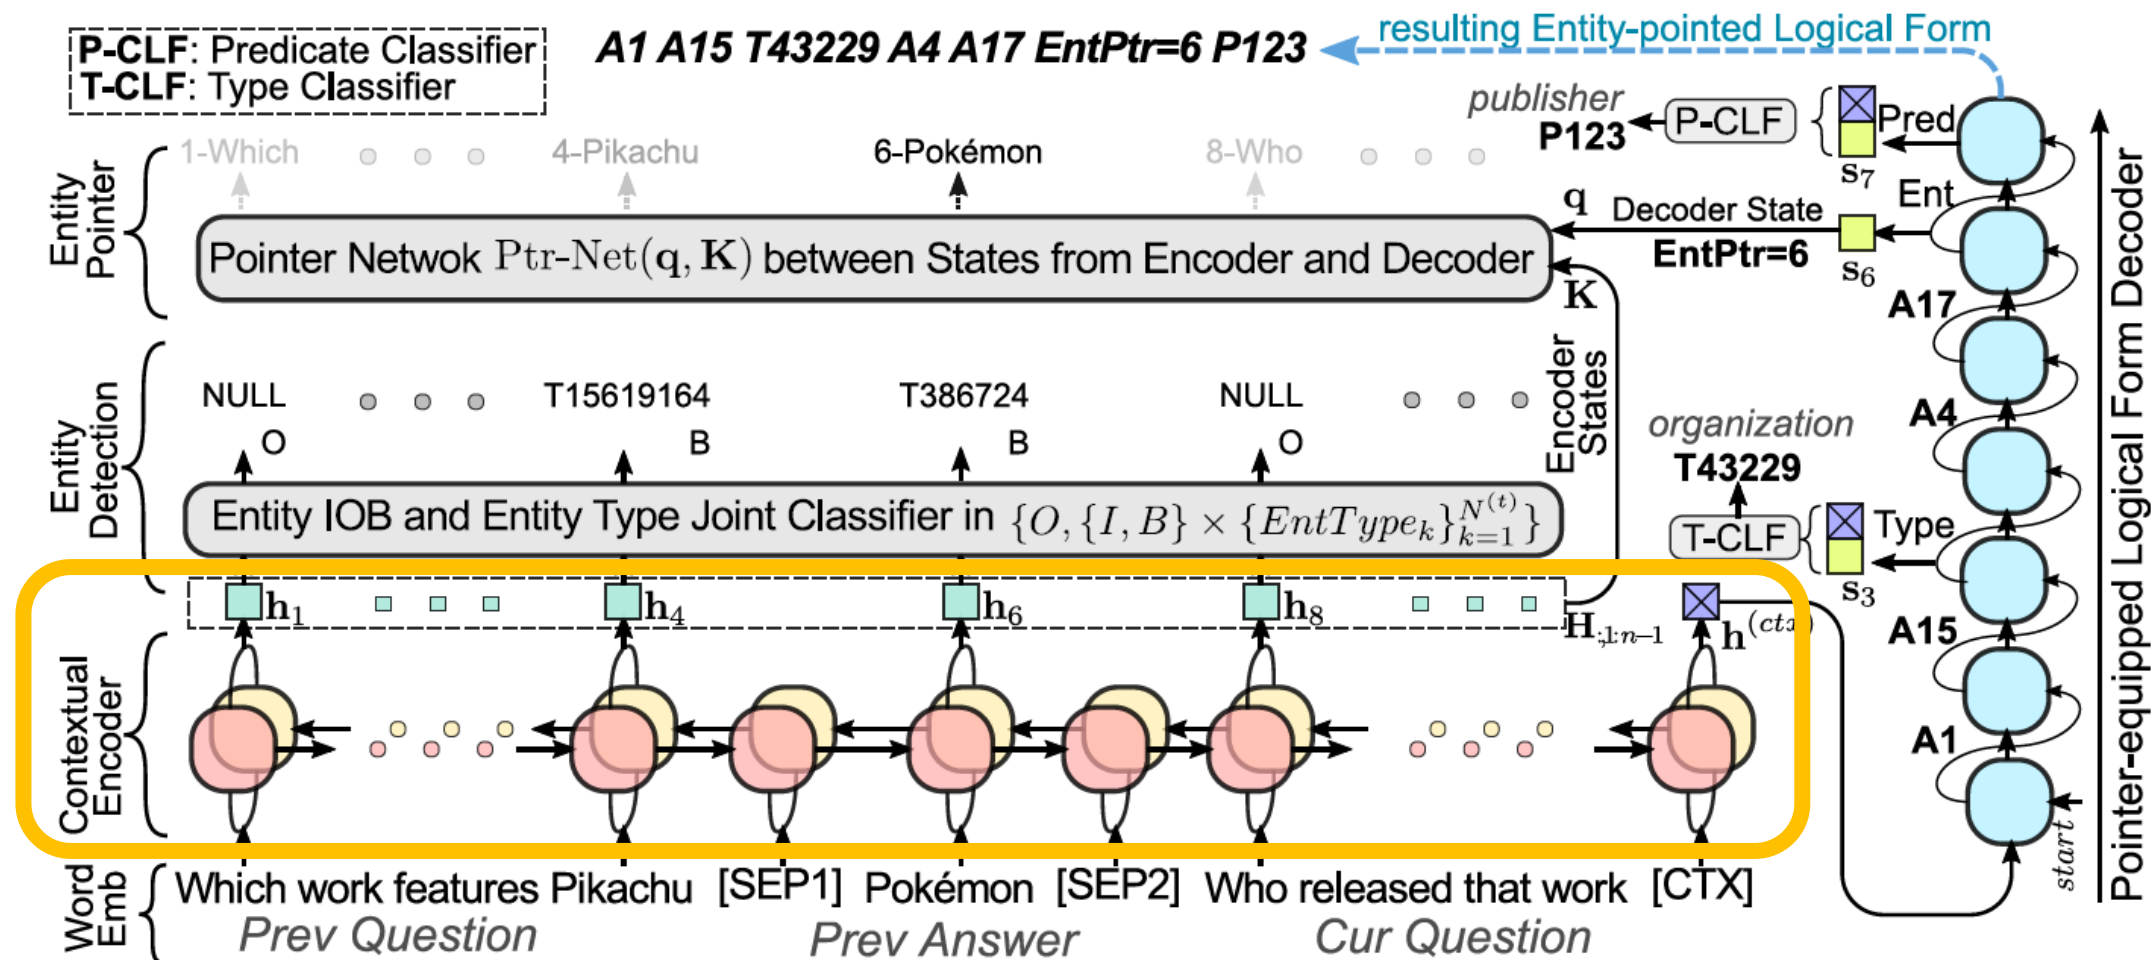 P-CLF: Predicate Classifier
T-CLF: Type Classifier
A1 A15 T43229 A4 A17 EntPtr=6 P123
resulting Entity-pointed Logical Form
publisher
P123
P-CLF
Pred
s7
Entity Pointer
1-Which
4-Pikachu
6-Pokémon
8-Who
Pointer Netwok Ptr-Net(q, K) between States from Encoder and Decoder
q
Decoder State
EntPtr=6
Ent
s6
K
A17
Encoder States
Entity Detection
NULL
O
T15619164
B
T386724
B
NULL
O
Entity IOB and Entity Type Joint Classifier in {O, {I, B} × {EntType_k}_{k=1}^{N^{(t)}}}
organization
T43229
T-CLF
Type
s3
A4
A15
A1
start
Pointer-equipped Logical Form Decoder
h1
h4
h6
h8
H:,1:n−1
h(ctx)
Contextual Encoder
Word Emb
Which work features Pikachu [SEP1] Pokémon [SEP2] Who released that work [CTX]
Prev Question
Prev Answer
Cur Question